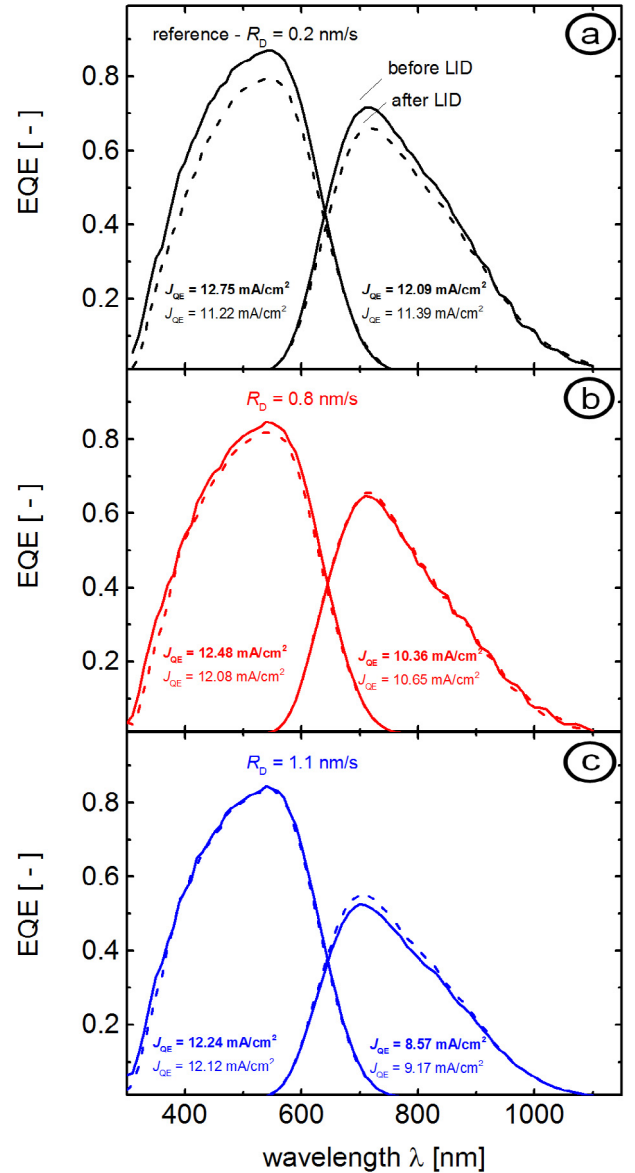 a
reference - R_D = 0.2 nm/s
before LID
after LID
EQE [ - ]
0.8
0.6
0.4
0.2
J_QE = 12.75 mA/cm²
J_QE = 11.22 mA/cm²
J_QE = 12.09 mA/cm²
J_QE = 11.39 mA/cm²
b
R_D = 0.8 nm/s
EQE [ - ]
0.8
0.6
0.4
0.2
J_QE = 12.48 mA/cm²
J_QE = 12.08 mA/cm²
J_QE = 10.36 mA/cm²
J_QE = 10.65 mA/cm²
c
R_D = 1.1 nm/s
EQE [ - ]
0.8
0.6
0.4
0.2
J_QE = 12.24 mA/cm²
J_QE = 12.12 mA/cm²
J_QE = 8.57 mA/cm²
J_QE = 9.17 mA/cm²
400 600 800 1000
wavelength λ [nm]